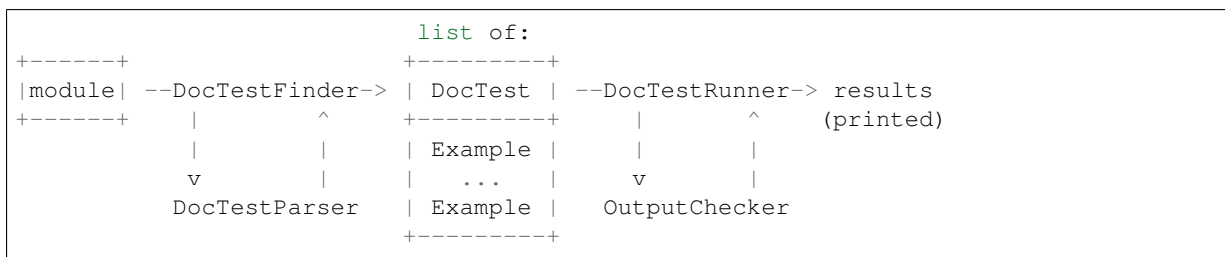 list of:
+------+                   +---------+
|module| --DocTestFinder-> | DocTest | --DocTestRunner-> results
+------+    |        ^     +---------+     |       ^    (printed)
            |        |     | Example |     |       |
            v        |     |   ...   |     v       |
           DocTestParser   | Example |   OutputChecker
                           +---------+